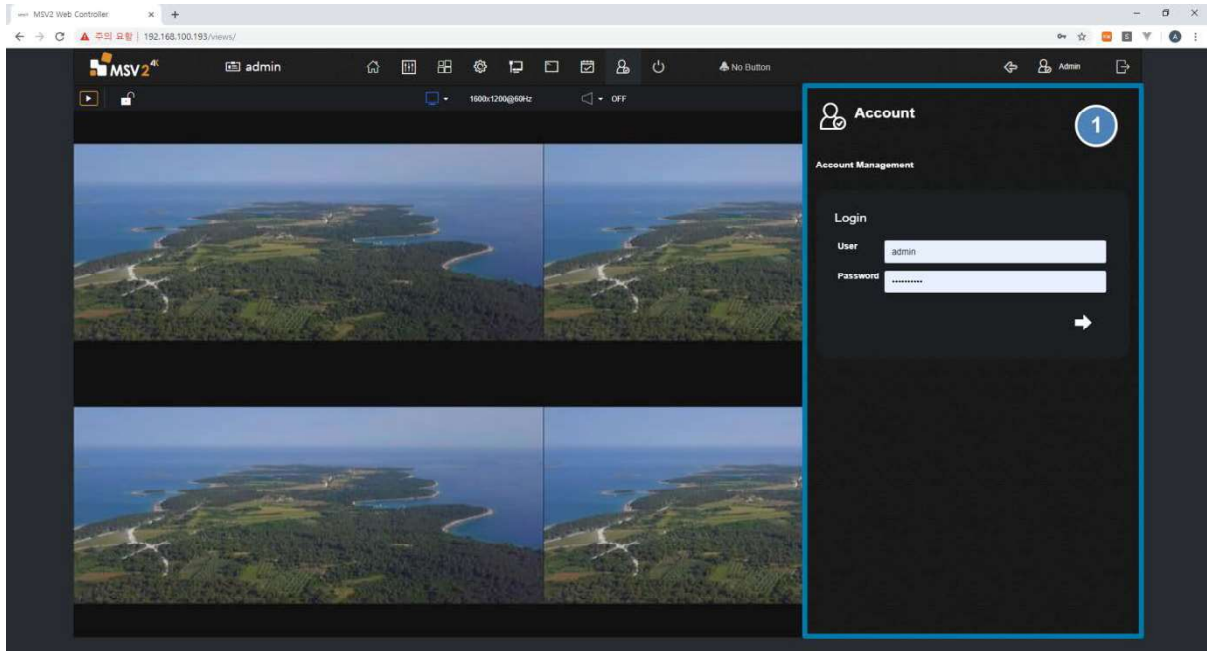 MSV2 Web Controller
주의 요함 | 192.168.100.193/views/
MSV2 4K
admin
No Button
Admin
1600x1200@60Hz
OFF
Account
1
Account Management
Login
User
admin
Password